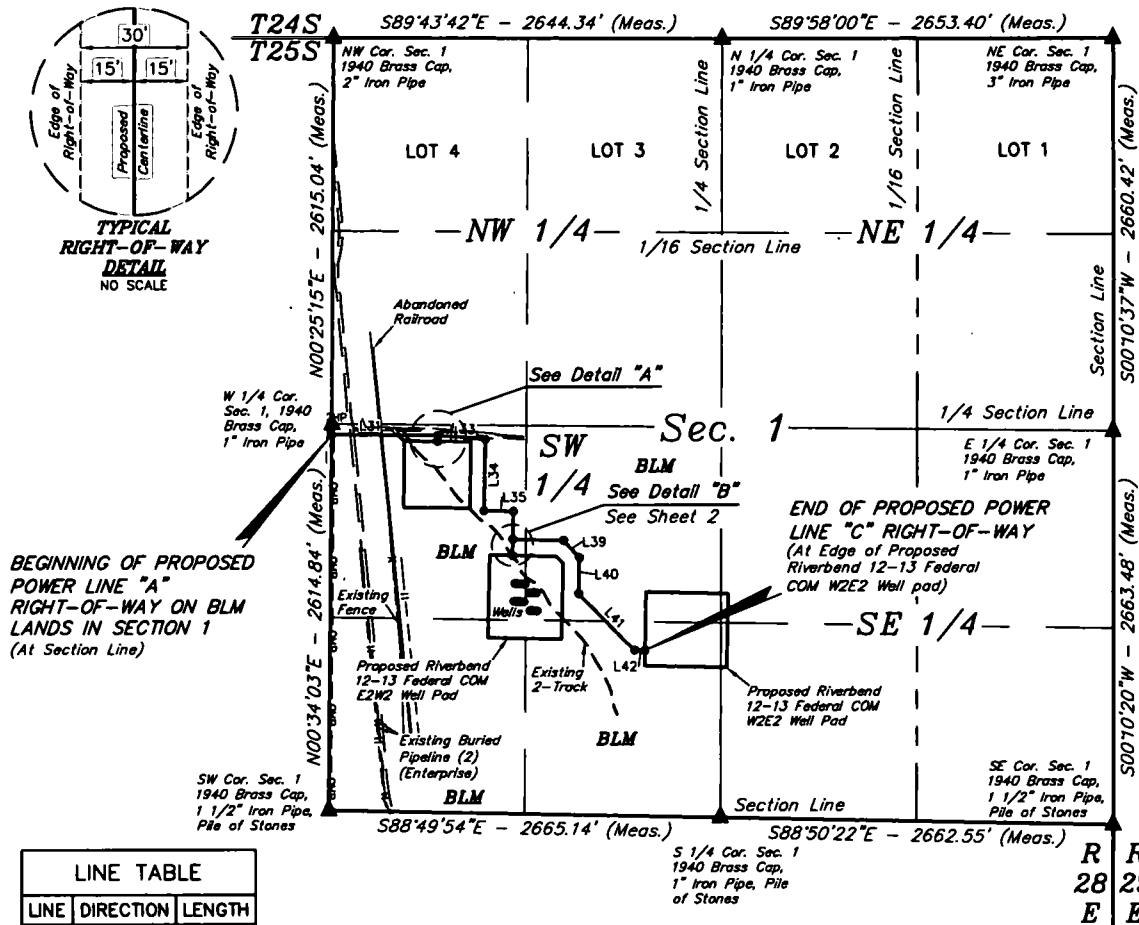 T24S
T25S
S89°43'42"E - 2644.34' (Meas.)
S89°58'00"E - 2653.40' (Meas.)
30'
15'
15'
Edge of
Right-of-Way
Proposed
Centerline
Edge of
Right-of-Way
TYPICAL
RIGHT-OF-WAY
DETAIL
NO SCALE
NW Cor. Sec. 1
1940 Brass Cap,
2" Iron Pipe
N 1/4 Cor. Sec. 1
1940 Brass Cap,
1" Iron Pipe
NE Cor. Sec. 1
1940 Brass Cap,
3" Iron Pipe
LOT 4
LOT 3
LOT 2
LOT 1
1/4 Section Line
1/16 Section Line
N00°25'15"E - 2615.04' (Meas.)
S00°10'37"W - 2660.42' (Meas.)
NW 1/4
NE 1/4
1/16 Section Line
Section Line
Abandoned
Railroad
See Detail "A"
W 1/4 Cor.
Sec. 1, 1940
Brass Cap,
1" Iron Pipe
L31
L33
L34
SW
1/4
Sec. 1
1/4 Section Line
E 1/4 Cor. Sec. 1
1940 Brass Cap,
1" Iron Pipe
BLM
See Detail "B"
See Sheet 2
L35
L39
L40
L41
L42
BLM
END OF PROPOSED POWER
LINE "C" RIGHT-OF-WAY
(At Edge of Proposed
Riverbend 12-13 Federal
COM W2E2 Well pad)
BEGINNING OF PROPOSED
POWER LINE "A"
RIGHT-OF-WAY ON BLM
LANDS IN SECTION 1
(At Section Line)
N00°34'03"E - 2614.84' (Meas.)
S00°10'20"W - 2663.48' (Meas.)
Existing
Fence
Wells
SE 1/4
Proposed Riverbend
12-13 Federal COM
E2W2 Well Pad
Existing
2-Track
Proposed Riverbend
12-13 Federal COM
W2E2 Well Pad
BLM
Existing Buried
Pipeline (2)
(Enterprise)
OHP
SW Cor. Sec. 1
1940 Brass Cap,
1 1/2" Iron Pipe,
Pile of Stones
BLM
Section Line
SE Cor. Sec. 1
1940 Brass Cap,
1 1/2" Iron Pipe,
Pile of Stones
S88°49'54"E - 2665.14' (Meas.)
S88°50'22"E - 2662.55' (Meas.)
S 1/4 Cor. Sec. 1
1940 Brass Cap,
1" Iron Pipe, Pile
of Stones
R
28
E
R
E
LINE TABLE
LINE DIRECTION LENGTH